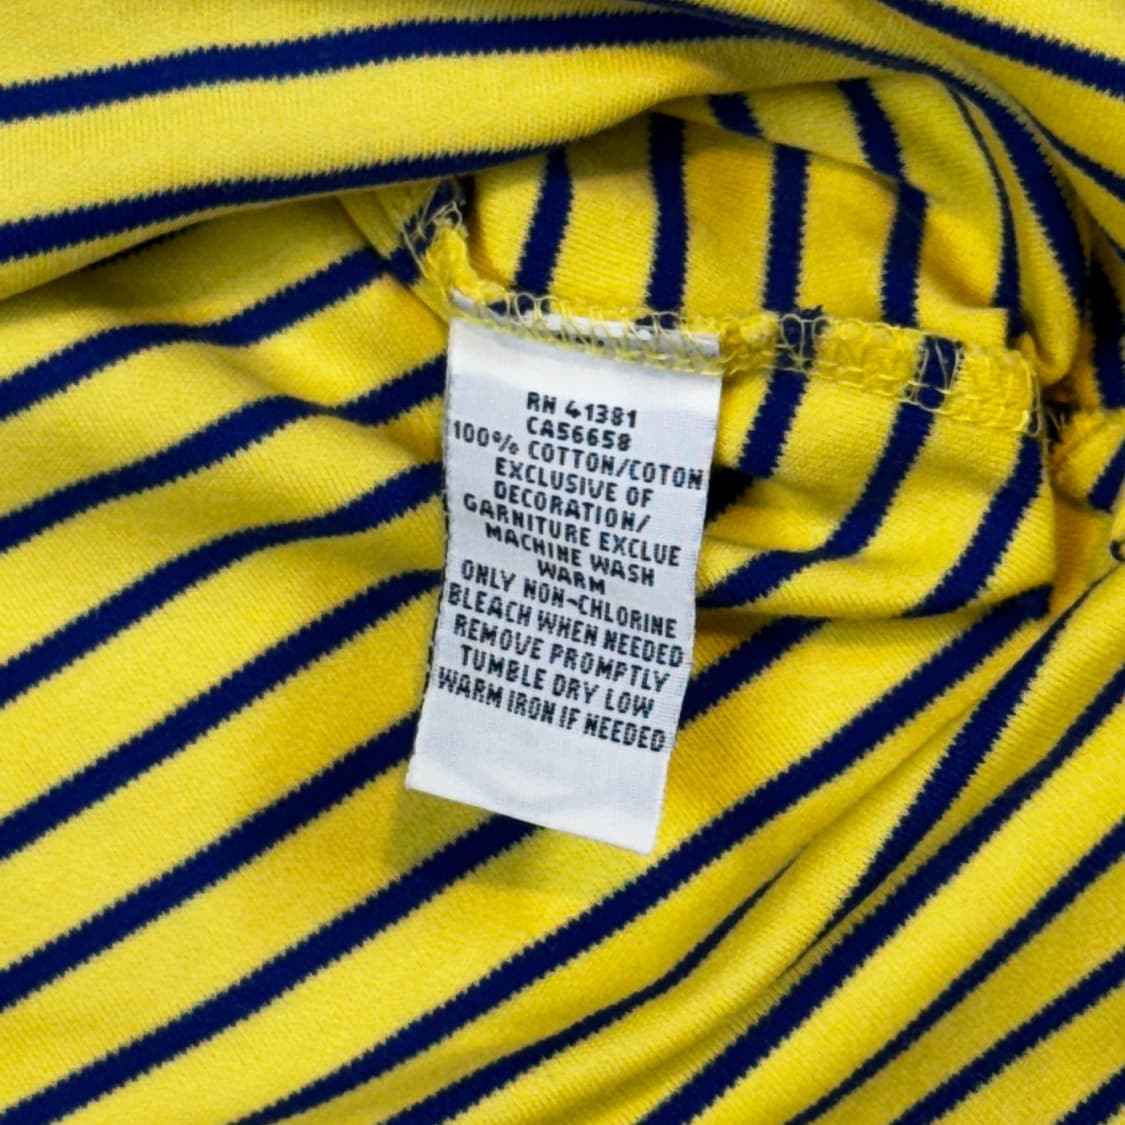 RN 41381
CA56658
100% COTTON/COTON
EXCLUSIVE OF
DECORATION/
GARNITURE EXCLUE
MACHINE WASH
WARM
ONLY NON-CHLORINE
BLEACH WHEN NEEDED
REMOVE PROMPTLY
TUMBLE DRY LOW
WARM IRON IF NEEDED